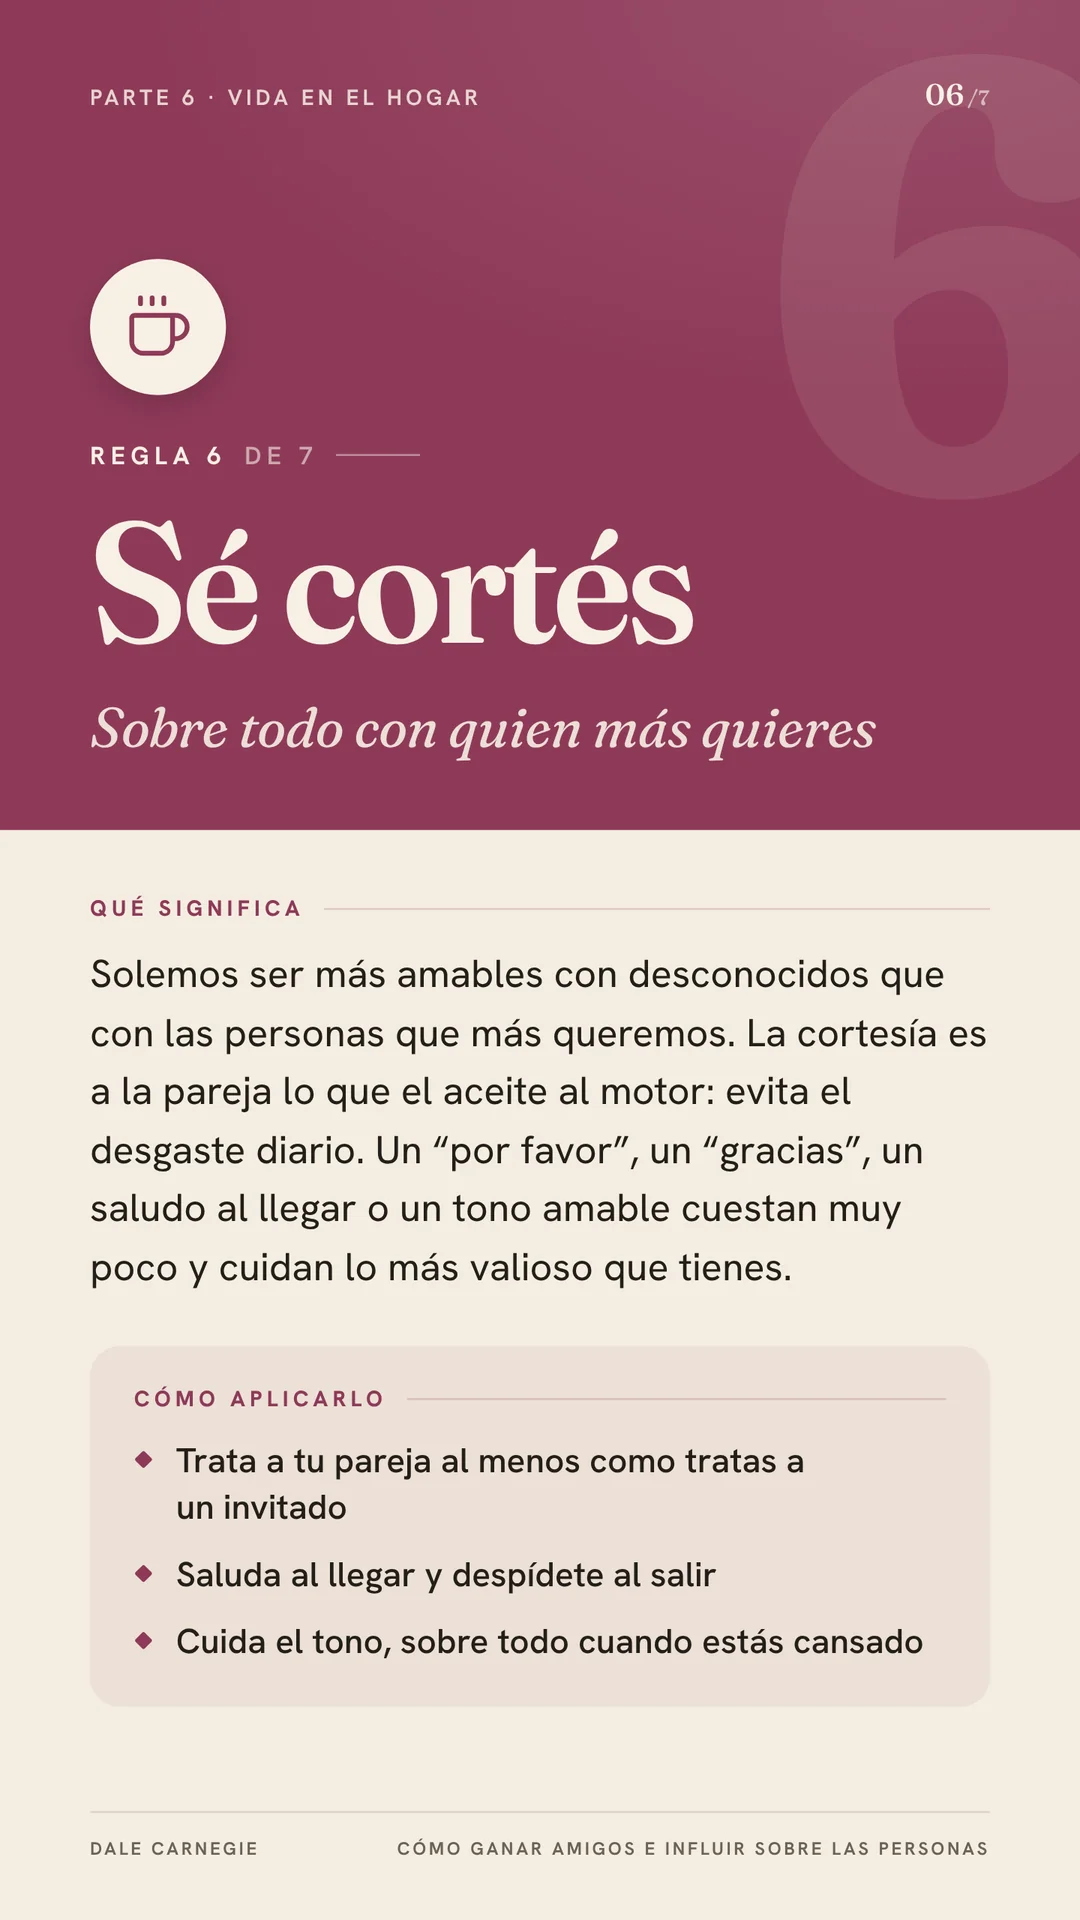 PARTE 6 · VIDA EN EL HOGAR
06/7
6
REGLA 6 DE 7
Sé cortés
Sobre todo con quien más quieres
QUÉ SIGNIFICA
Solemos ser más amables con desconocidos que
con las personas que más queremos. La cortesía es
a la pareja lo que el aceite al motor: evita el
desgaste diario. Un “por favor”, un “gracias”, un
saludo al llegar o un tono amable cuestan muy
poco y cuidan lo más valioso que tienes.
CÓMO APLICARLO
Trata a tu pareja al menos como tratas a
un invitado
Saluda al llegar y despídete al salir
Cuida el tono, sobre todo cuando estás cansado
DALE CARNEGIE
CÓMO GANAR AMIGOS E INFLUIR SOBRE LAS PERSONAS